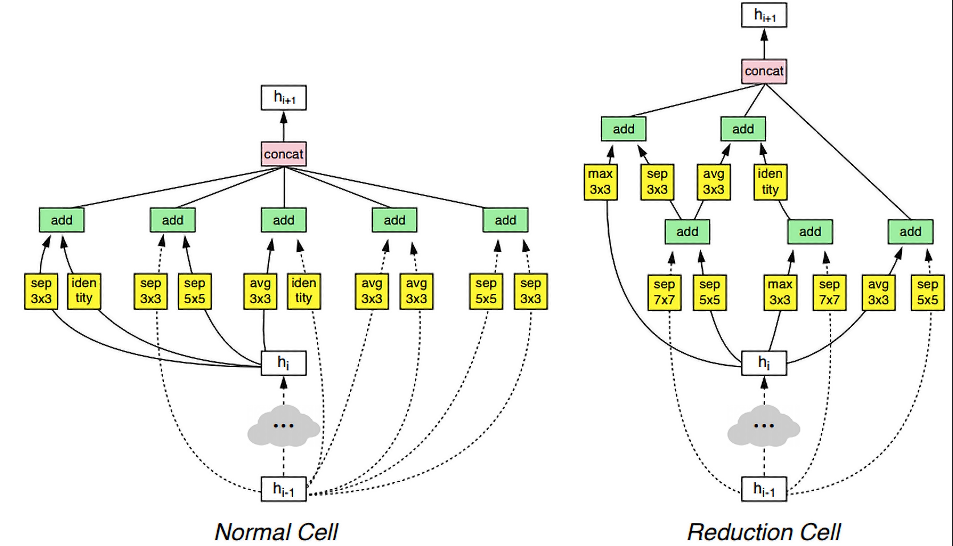 h_{i+1}
concat
add add add add add
sep 3x3 iden tity sep 3x3 sep 5x5 avg 3x3 iden tity avg 3x3 avg 3x3 sep 5x5 sep 3x3
h_i
...
h_{i-1}
Normal Cell
h_{i+1}
concat
add add
max 3x3 sep 3x3 avg 3x3 iden tity
add add add
sep 7x7 sep 5x5 max 3x3 sep 7x7 avg 3x3 sep 5x5
h_i
...
h_{i-1}
Reduction Cell